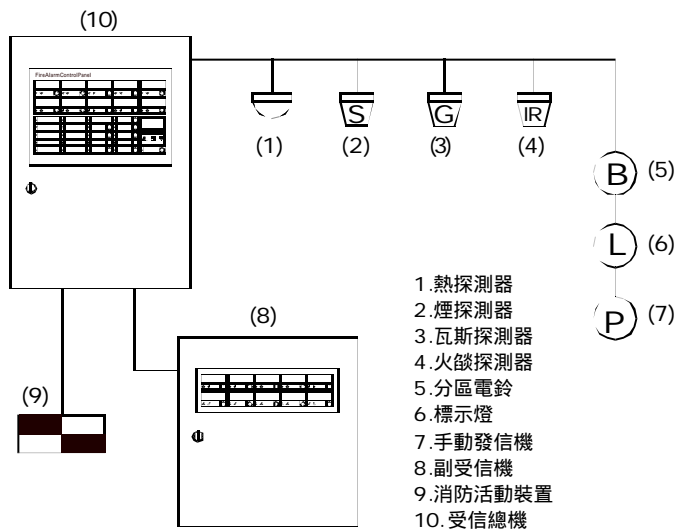 (10)
FireAlarmControlPanel
S
G
IR
(1)
(2)
(3)
(4)
B
(5)
L
(6)
P
(7)
(8)
(9)
1.熱探測器
2.煙探測器
3.瓦斯探測器
4.火燄探測器
5.分區電鈴
6.標示燈
7.手動發信機
8.副受信機
9.消防活動裝置
10.受信總機